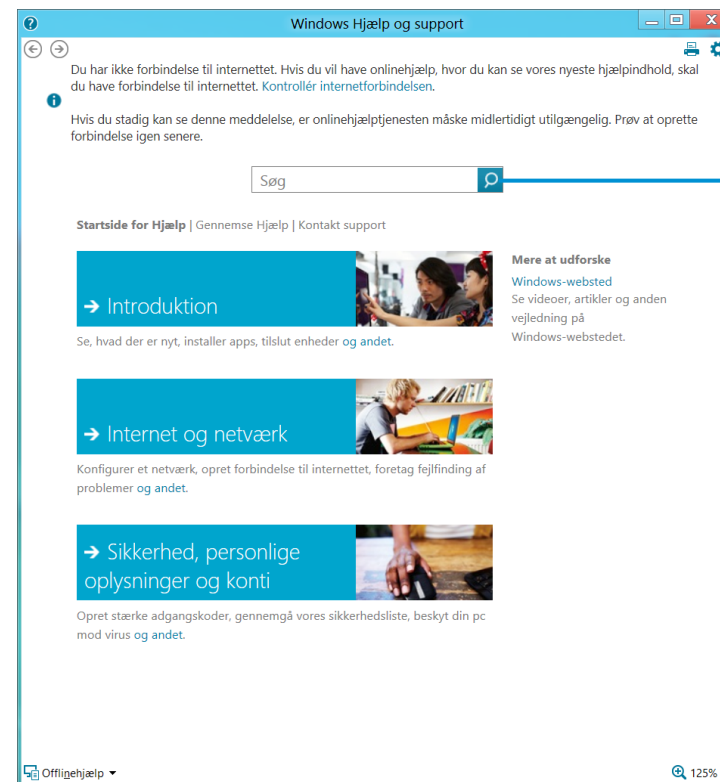 Windows Hjælp og support
Du har ikke forbindelse til internettet. Hvis du vil have onlinehjælp, hvor du kan se vores nyeste hjælpindhold, skal
du have forbindelse til internettet. Kontrollér internetforbindelsen.
Hvis du stadig kan se denne meddelelse, er onlinehjælptjenesten måske midlertidigt utilgængelig. Prøv at oprette
forbindelse igen senere.
Søg
Startside for Hjælp | Gennemse Hjælp | Kontakt support
→ Introduktion
Se, hvad der er nyt, installer apps, tilslut enheder og andet.
Mere at udforske
Windows-websted
Se videoer, artikler og anden
vejledning på
Windows-webstedet.
→ Internet og netværk
Konfigurer et netværk, opret forbindelse til internettet, foretag fejlfinding af
problemer og andet.
→ Sikkerhed, personlige
oplysninger og konti
Opret stærke adgangskoder, gennemgå vores sikkerhedsliste, beskyt din pc
mod virus og andet.
Offlinehjælp
125%